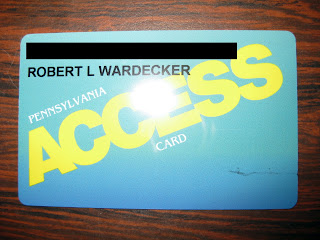 ROBERT L WARDECKER
PENNSYLVANIA
ACCESS
CARD